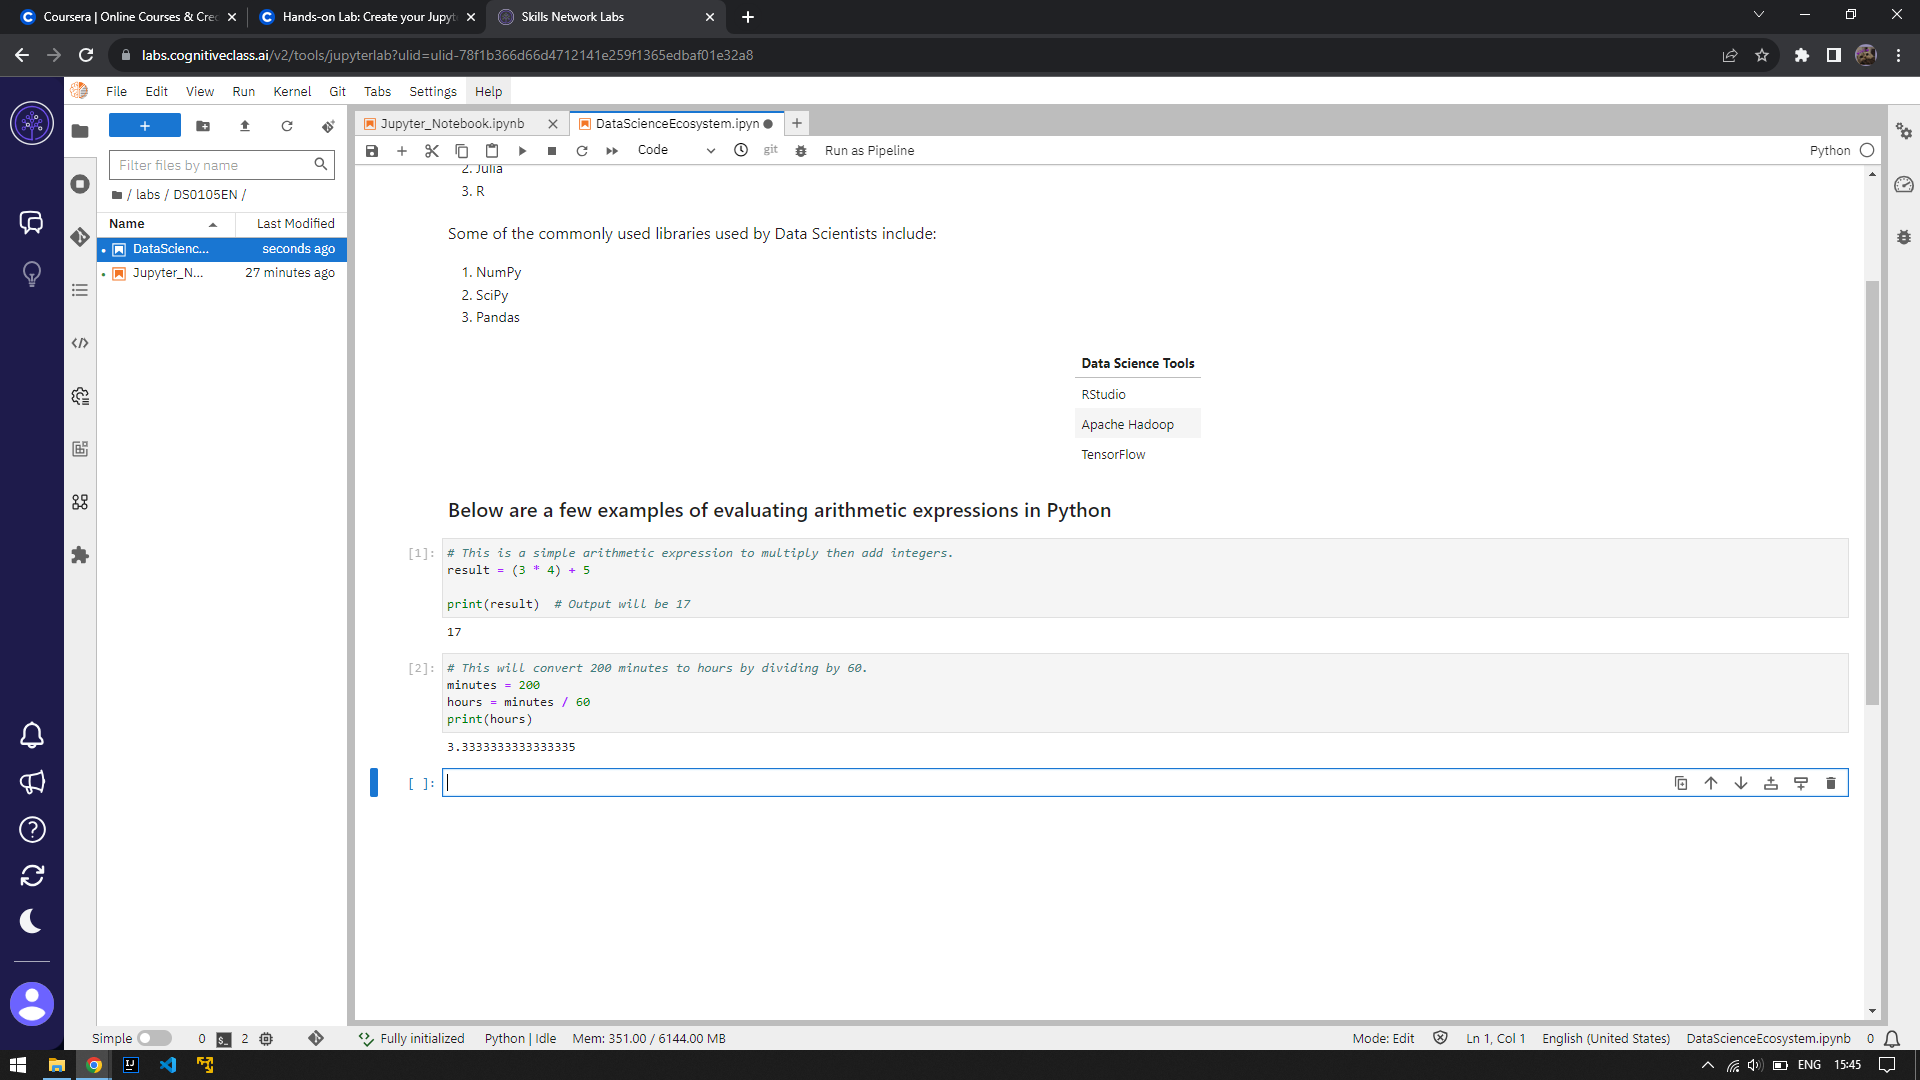 Coursera | Online Courses & Cre
Hands-on Lab: Create your Jupyt
Skills Network Labs
labs.cognitiveclass.ai/v2/tools/jupyterlab?ulid=ulid-78f1b366d66d4712141e259f1365edbaf01e32a8
File Edit View Run Kernel Git Tabs Settings Help
Jupyter_Notebook.ipynb
DataScienceEcosystem.ipyn
Code
git
Run as Pipeline
Python
Filter files by name
/ labs / DS0105EN /
Name Last Modified
DataScienc... seconds ago
Jupyter_N... 27 minutes ago
2. Julia
3. R
Some of the commonly used libraries used by Data Scientists include:
1. NumPy
2. SciPy
3. Pandas
Data Science Tools
RStudio
Apache Hadoop
TensorFlow
Below are a few examples of evaluating arithmetic expressions in Python
[1]: # This is a simple arithmetic expression to multiply then add integers.
result = (3 * 4) + 5
print(result) # Output will be 17
17
[2]: # This will convert 200 minutes to hours by dividing by 60.
minutes = 200
hours = minutes / 60
print(hours)
3.3333333333333335
[ ]:
Simple 0 2 Fully initialized Python | Idle Mem: 351.00 / 6144.00 MB Mode: Edit Ln 1, Col 1 English (United States) DataScienceEcosystem.ipynb 0
ENG 15:45